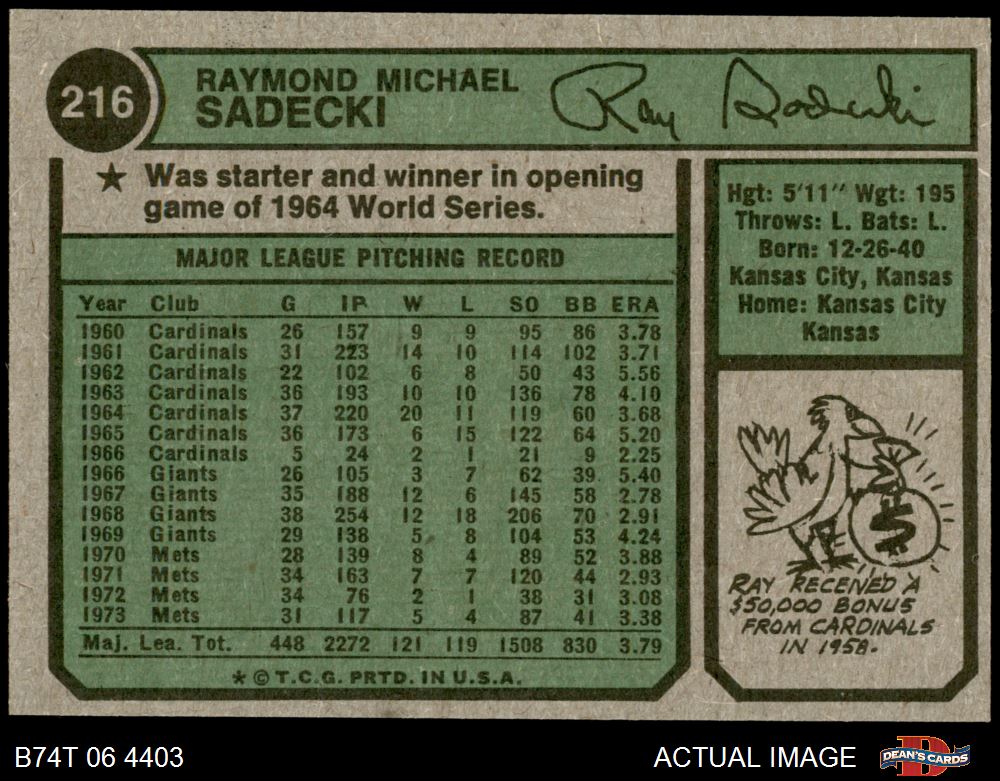 216
RAYMOND MICHAEL
SADECKI
Ray Sadecki
★ Was starter and winner in opening
game of 1964 World Series.
MAJOR LEAGUE PITCHING RECORD
Year Club G IP W L SO BB ERA
1960 Cardinals 26 157 9 9 95 86 3.78
1961 Cardinals 31 223 14 10 114 102 3.71
1962 Cardinals 22 102 6 8 50 43 5.56
1963 Cardinals 36 193 10 10 136 78 4.10
1964 Cardinals 37 220 20 11 119 60 3.68
1965 Cardinals 36 173 6 15 122 64 5.20
1966 Cardinals 5 24 2 1 21 9 2.25
1966 Giants 26 105 3 7 62 39 5.40
1967 Giants 35 188 12 6 145 58 2.78
1968 Giants 38 254 12 18 206 70 2.91
1969 Giants 29 138 5 8 104 53 4.24
1970 Mets 28 139 8 4 89 52 3.88
1971 Mets 34 163 7 7 120 44 2.93
1972 Mets 34 76 2 1 38 31 3.08
1973 Mets 31 117 5 4 87 41 3.38
Maj. Lea. Tot. 448 2272 121 119 1508 830 3.79
★ © T.C.G. PRTD. IN U.S.A.
Hgt: 5'11" Wgt: 195
Throws: L. Bats: L.
Born: 12-26-40
Kansas City, Kansas
Home: Kansas City
Kansas
$
RAY RECEIVED A
$50,000 BONUS
FROM CARDINALS
IN 1958.
B74T 06 4403
ACTUAL IMAGE
DEAN'S CARDS